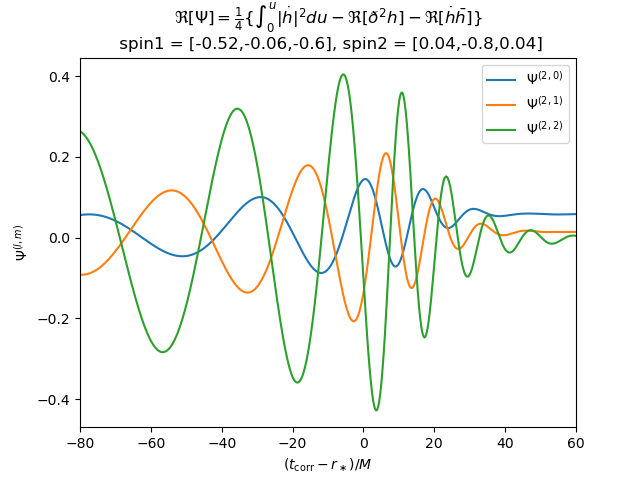 ℜ[Ψ] = 1/4{∫₀ᵘ|ḣ|²du − ℜ[ð²h] − ℜ[ḣh̄]}
spin1 = [-0.52,-0.06,-0.6], spin2 = [0.04,-0.8,0.04]
Ψ^(l, m)
0.4
0.2
0.0
−0.2
−0.4
Ψ^(2, 0)
Ψ^(2, 1)
Ψ^(2, 2)
−80 −60 −40 −20 0 20 40 60
(t_corr − r_*)/M